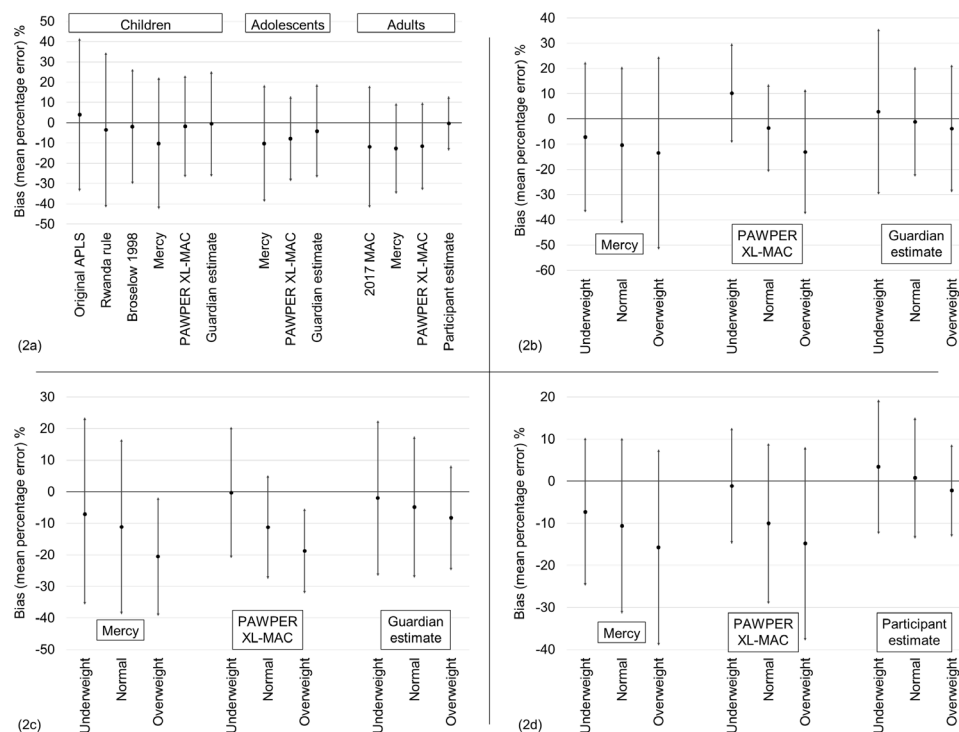 Children
Adolescents
Adults
Bias (mean percentage error) %
50
40
30
20
10
0
-10
-20
-30
-40
-50
Original APLS
Rwanda rule
Broselow 1998
Mercy
PAWPER XL-MAC
Guardian estimate
Mercy
PAWPER XL-MAC
Guardian estimate
2017 MAC
Mercy
PAWPER XL-MAC
Participant estimate
(2a)
Bias (mean percentage error) %
40
30
20
10
0
-10
-20
-30
-40
-50
-60
Mercy
PAWPER
XL-MAC
Guardian
estimate
Underweight
Normal
Overweight
Underweight
Normal
Overweight
Underweight
Normal
Overweight
(2b)
Bias (mean percentage error) %
30
20
10
0
-10
-20
-30
-40
-50
Mercy
PAWPER
XL-MAC
Guardian
estimate
Underweight
Normal
Overweight
Underweight
Normal
Overweight
Underweight
Normal
Overweight
(2c)
Bias (mean percentage error) %
20
10
0
-10
-20
-30
-40
Mercy
PAWPER
XL-MAC
Participant
estimate
Underweight
Normal
Overweight
Underweight
Normal
Overweight
Underweight
Normal
Overweight
(2d)